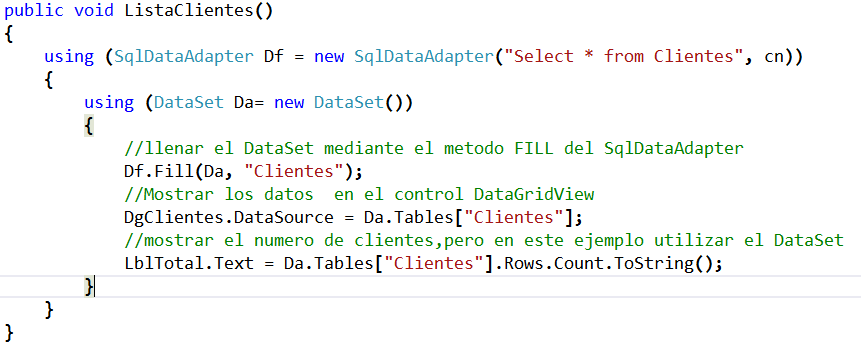 public void ListaClientes()
{
    using (SqlDataAdapter Df = new SqlDataAdapter("Select * from Clientes", cn))
    {
        using (DataSet Da= new DataSet())
        {
            //llenar el DataSet mediante el metodo FILL del SqlDataAdapter
            Df.Fill(Da, "Clientes");
            //Mostrar los datos  en el control DataGridView
            DgClientes.DataSource = Da.Tables["Clientes"];
            //mostrar el numero de clientes,pero en este ejemplo utilizar el DataSet
            LblTotal.Text = Da.Tables["Clientes"].Rows.Count.ToString();
        }
    }
}